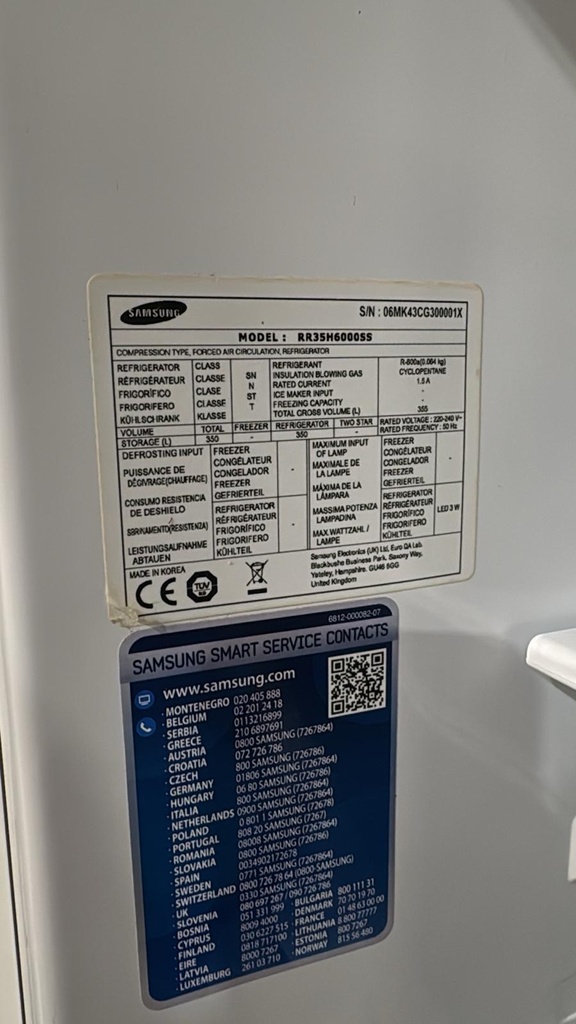 SAMSUNG
S/N : 06MK43CG300001X
MODEL : RR35H6000SS
COMPRESSION TYPE, FORCED AIR CIRCULATION, REFRIGERATOR
REFRIGERATOR CLASS
RÉFRIGÉRATEUR CLASSE
FRIGORÍFICO CLASE
FRIGORIFERO CLASSE
KÜHLSCHRANK KLASSE
SN
N
ST
T
REFRIGERANT R-600a(0.064 kg)
INSULATION BLOWING GAS CYCLOPENTANE
RATED CURRENT 1.5 A
ICE MAKER INPUT -
FREEZING CAPACITY -
TOTAL GROSS VOLUME (L) 355
VOLUME TOTAL FREEZER REFRIGERATOR TWO STAR
STORAGE (L) 350 - 350 -
RATED VOLTAGE : 220-240 V~
RATED FREQUENCY : 50 Hz
DEFROSTING INPUT
PUISSANCE DE
DÉGIVRAGE(CHAUFFAGE)
CONSUMO RESISTENCIA
DE DESHIELO
SBRINAMENTO(RESISTENZA)
LEISTUNGSAUFNAHME
ABTAUEN
FREEZER
CONGÉLATEUR
CONGELADOR
FREEZER
GEFRIERTEIL
-
REFRIGERATOR
RÉFRIGÉRATEUR
FRIGORÍFICO
FRIGORIFERO
KÜHLTEIL
-
MAXIMUM INPUT
OF LAMP
MAXIMALE DE
LA LAMPE
MÁXIMA DE LA
LÁMPARA
MASSIMA POTENZA
LAMPADINA
MAX.WATTZAHL /
LAMPE
FREEZER
CONGÉLATEUR
CONGELADOR
FREEZER
GEFRIERTEIL
-
REFRIGERATOR
RÉFRIGÉRATEUR
FRIGORÍFICO
FRIGORIFERO
KÜHLTEIL
LED 3 W
MADE IN KOREA
CE
TÜV
Samsung Electronics (UK) Ltd, Euro QA Lab.
Blackbushe Business Park, Saxony Way,
Yateley, Hampshire. GU46 6GG
United Kingdom
6812-000082-07
SAMSUNG SMART SERVICE CONTACTS
www.samsung.com
· MONTENEGRO 020 405 888
· BELGIUM 02 201 24 18
· SERBIA 0113216899
· GREECE 210 6897691
· AUSTRIA 0800 SAMSUNG (7267864)
· CROATIA 072 726 786
· CZECH 800 SAMSUNG (726786)
· GERMANY 01806 SAMSUNG (7267864)
· HUNGARY 06 80 SAMSUNG (726786)
· ITALIA 800 SAMSUNG (7267864)
· NETHERLANDS 0900 SAMSUNG (7267864)
· POLAND 0 801 1 SAMSUNG (72678)
· PORTUGAL 808 20 SAMSUNG (7267)
· ROMANIA 08008 SAMSUNG (7267864)
· SLOVAKIA 0800 SAMSUNG (726786)
· SPAIN 0034902172678
· SWEDEN 0771 SAMSUNG (7267864)
· SWITZERLAND 0800 726 78 64 (0800-SAMSUNG)
· UK 0330 SAMSUNG (7267864)
· SLOVENIA 080 697 267 / 090 726 786
· BOSNIA 051 331 999
· CYPRUS 8009 4000
· FINLAND 030 6227 515
· EIRE 0818 717100
· LATVIA 8000 7267
· LUXEMBURG 261 03 710
· BULGARIA 800 111 31
· DENMARK 70 70 19 70
· FRANCE 01 48 63 00 00
· LITHUANIA 8 800 77777
· ESTONIA 800 7267
· NORWAY 815 56 480